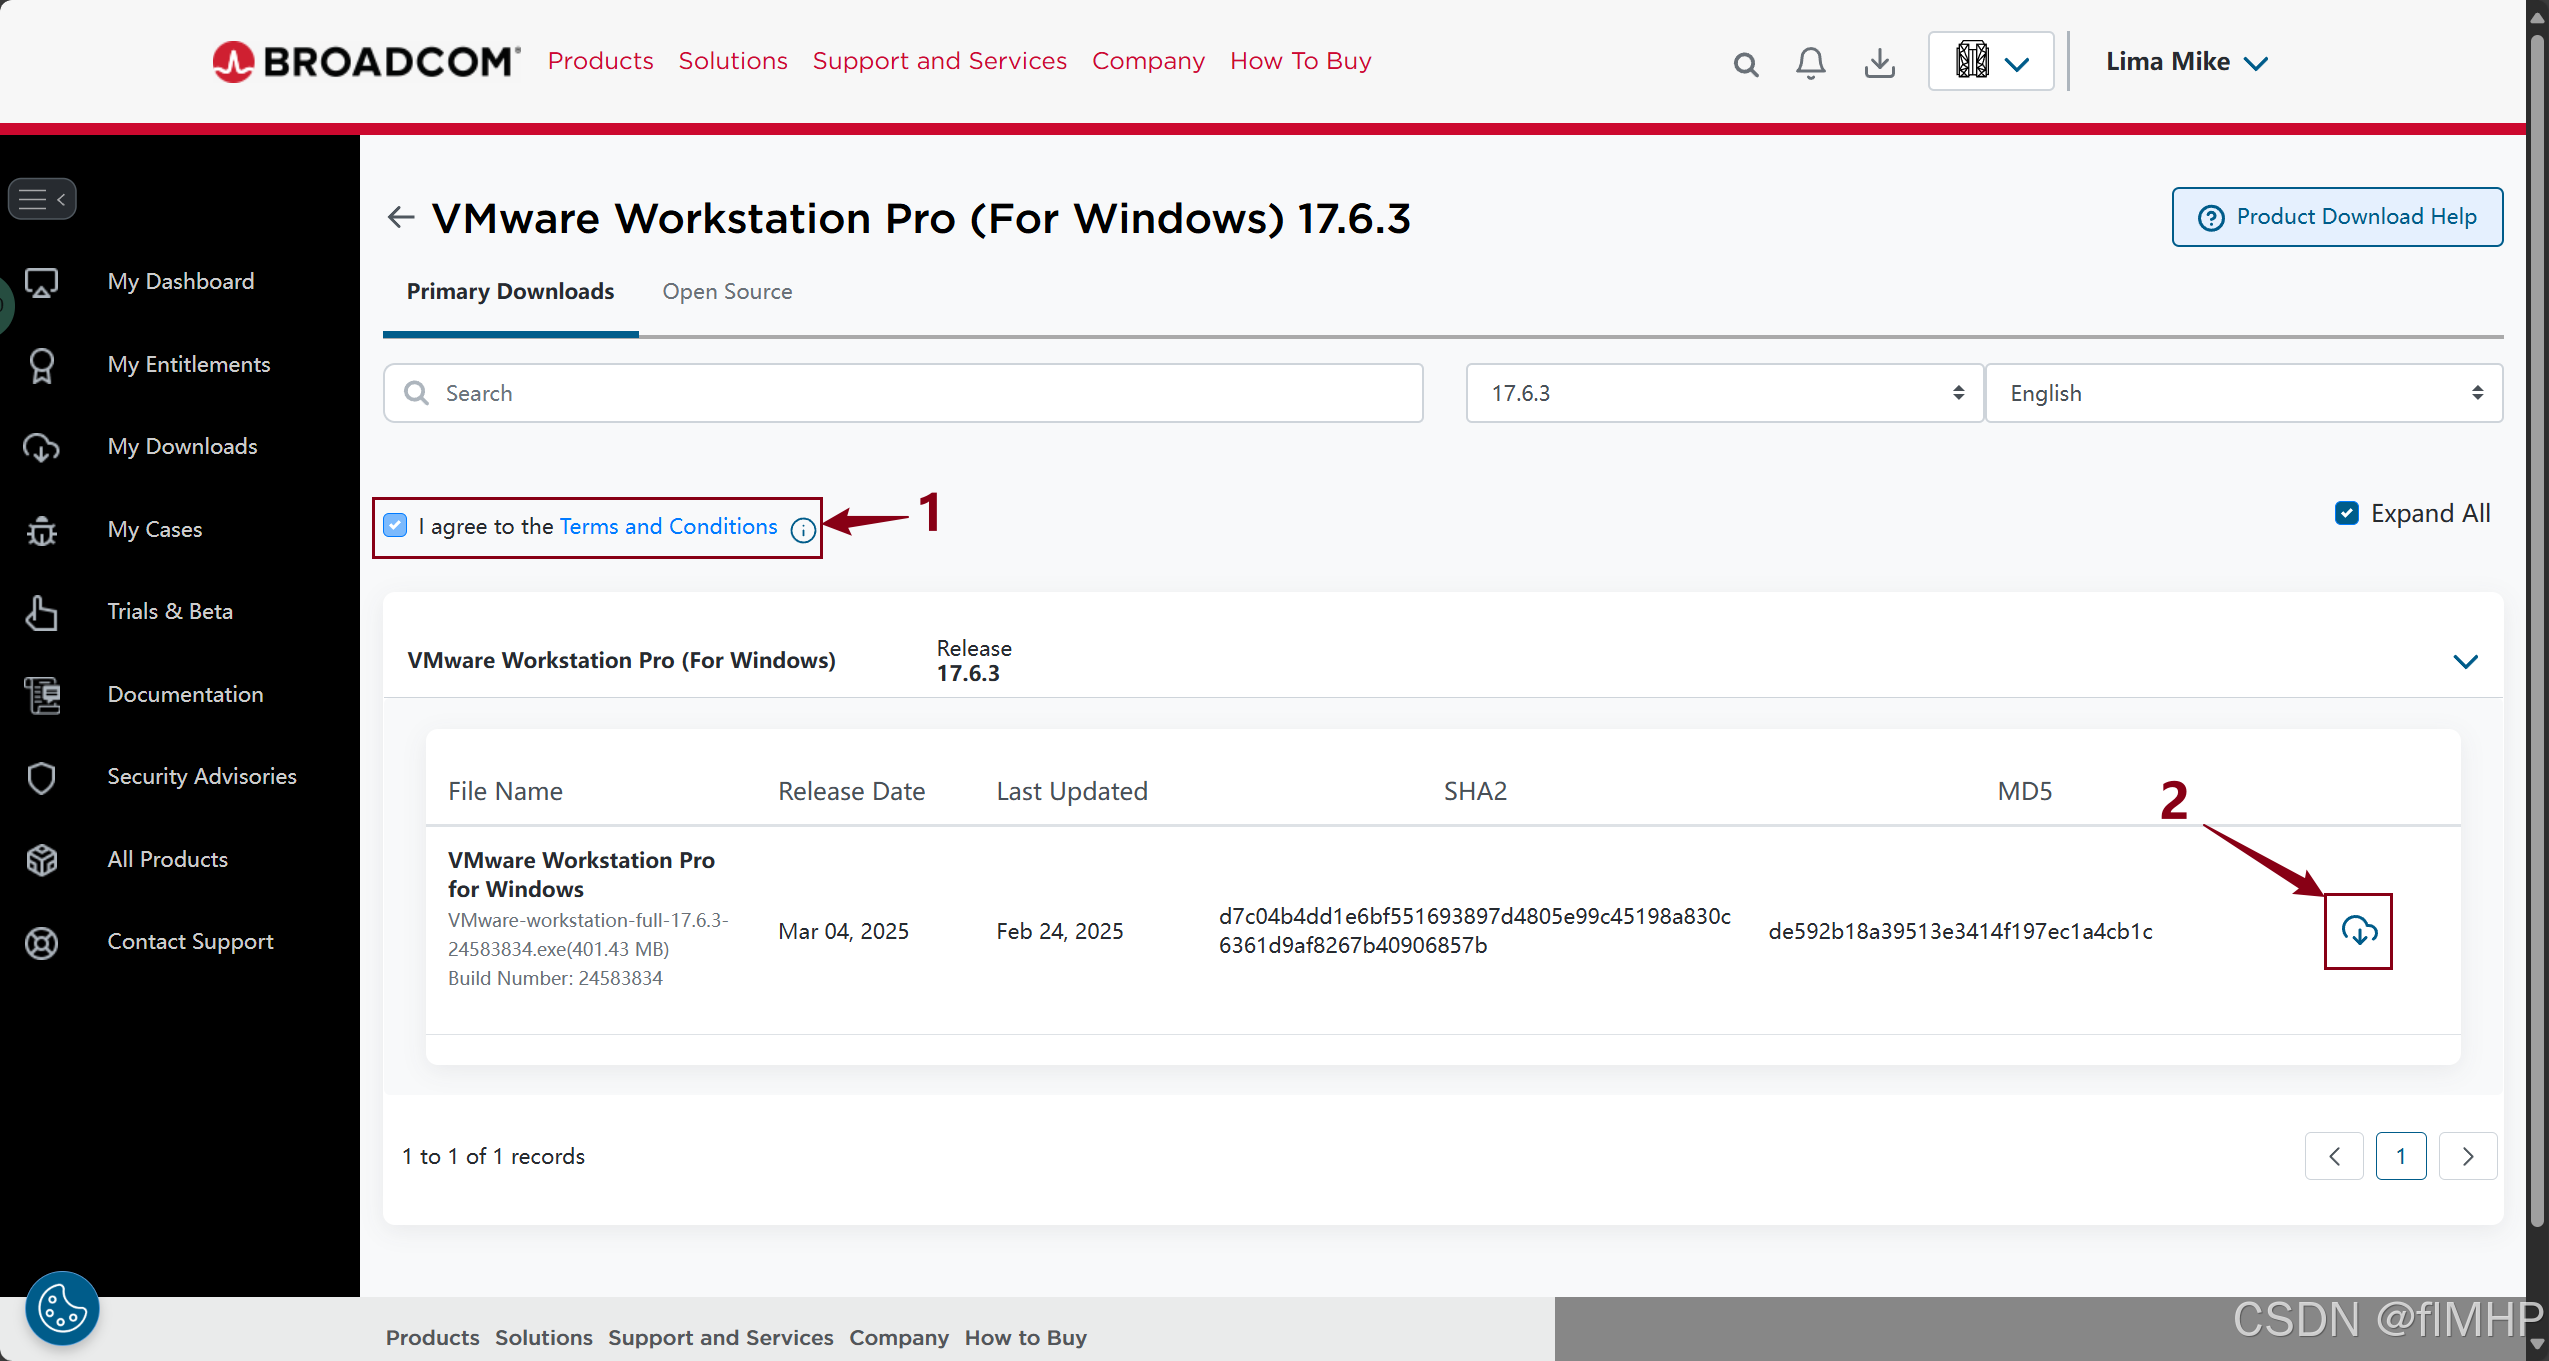 BROADCOM Products Solutions Support and Services Company How To Buy Lima Mike
VMware Workstation Pro (For Windows) 17.6.3
Product Download Help
My Dashboard
Primary Downloads Open Source
My Entitlements
Search 17.6.3 English
My Downloads
I agree to the Terms and Conditions 1 Expand All
My Cases
Trials & Beta
VMware Workstation Pro (For Windows) Release
17.6.3
Documentation
Security Advisories
File Name Release Date Last Updated SHA2 MD5 2
All Products
VMware Workstation Pro
for Windows
VMware-workstation-full-17.6.3-
24583834.exe(401.43 MB)
Build Number: 24583834
Mar 04, 2025 Feb 24, 2025
d7c04b4dd1e6bf551693897d4805e99c45198a830c
6361d9af8267b40906857b
de592b18a39513e3414f197ec1a4cb1c
Contact Support
1 to 1 of 1 records 1
Products Solutions Support and Services Company How to Buy
CSDN @flMHP